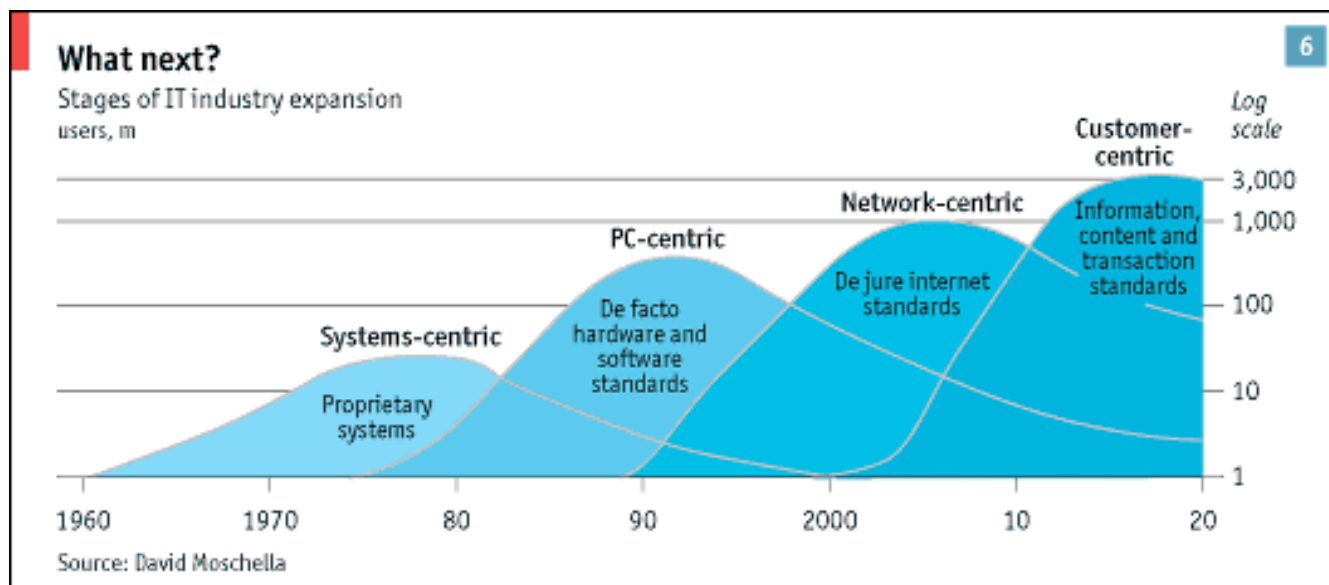 What next?
6
Stages of IT industry expansion
users, m
Log
scale
Customer-
centric
3,000
Network-centric
Information,
content and
transaction
standards
1,000
PC-centric
De jure internet
standards
100
De facto
hardware and
software
standards
Systems-centric
10
Proprietary
systems
1
1960 1970 80 90 2000 10 20
Source: David Moschella